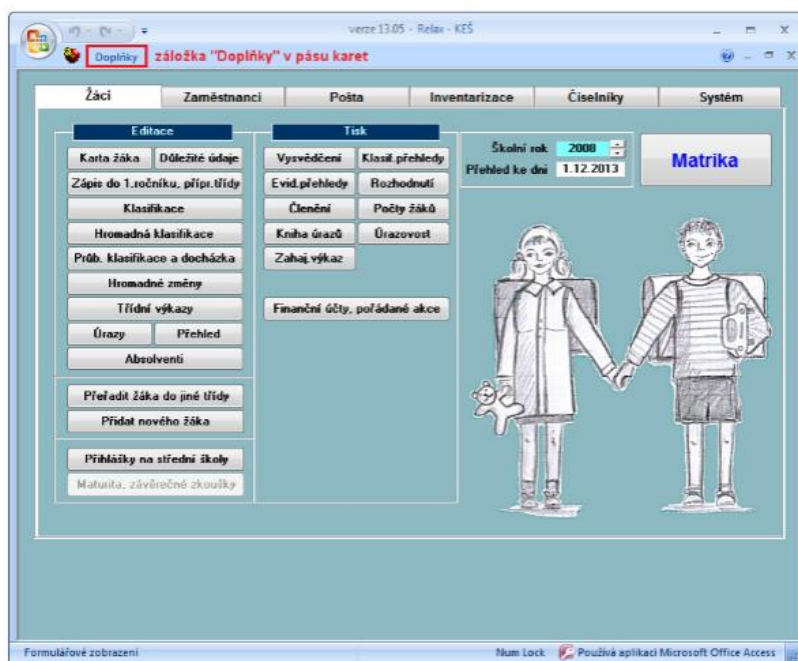 verze 13.05 - Relax - KEŠ
Doplňky záložka "Doplňky" v pásu karet
Žáci Zaměstnanci Pošta Inventarizace Číselníky Systém
Editace
Karta žáka Důležité údaje
Zápis do 1.ročníku, přípr.třídy
Klasifikace
Hromadná klasifikace
Průb. klasifikace a docházka
Hromadné změny
Třídní výkazy
Úrazy Přehled
Absolventi
Přeřadit žáka do jiné třídy
Přidat nového žáka
Přihlášky na střední školy
Maturita, závěrečné zkoušky
Tisk
Vysvědčení Klasif.přehledy
Evid.přehledy Rozhodnutí
Členění Počty žáků
Kniha úrazů Úrazovost
Zahaj.výkaz
Finanční účty, pořádané akce
Školní rok 2008
Přehled ke dni 1.12.2013
Matrika
Formulářové zobrazení Num Lock Používá aplikaci Microsoft Office Access